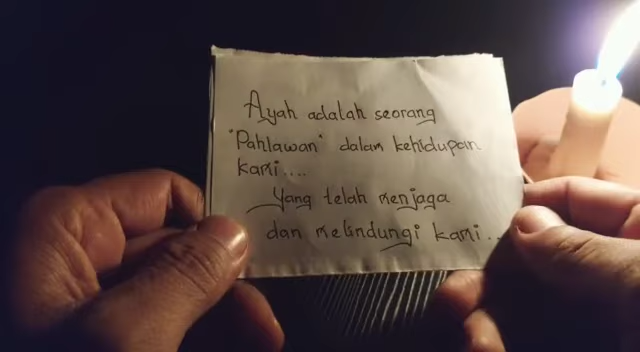 Ayah adalah seorang
"Pahlawan" dalam kehidupan
kami....
Yang telah menjaga
dan melindungi kami...